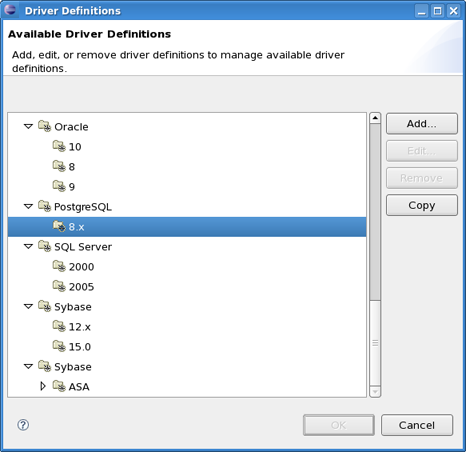 Driver Definitions
Available Driver Definitions
Add, edit, or remove driver definitions to manage available driver
definitions.
Oracle
10
8
9
PostgreSQL
8.x
SQL Server
2000
2005
Sybase
12.x
15.0
Sybase
ASA
Add...
Edit...
Remove
Copy
?
OK
Cancel